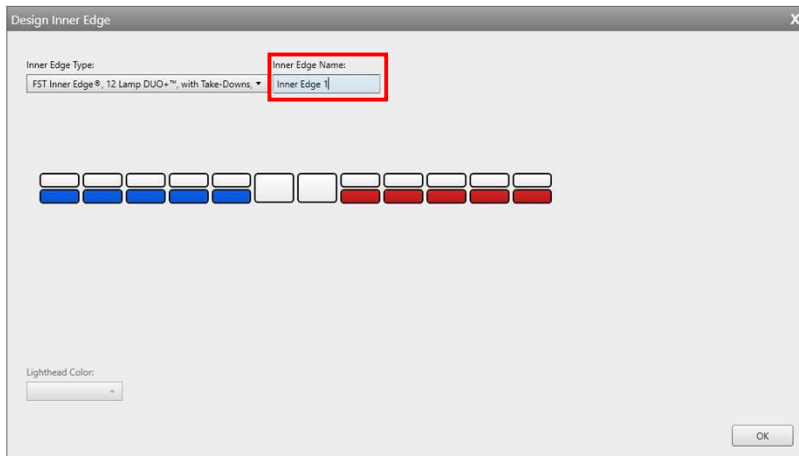 Design Inner Edge X
Inner Edge Type: Inner Edge Name:
FST Inner Edge®, 12 Lamp DUO+™, with Take-Downs, Inner Edge 1
Lighthead Color:
OK